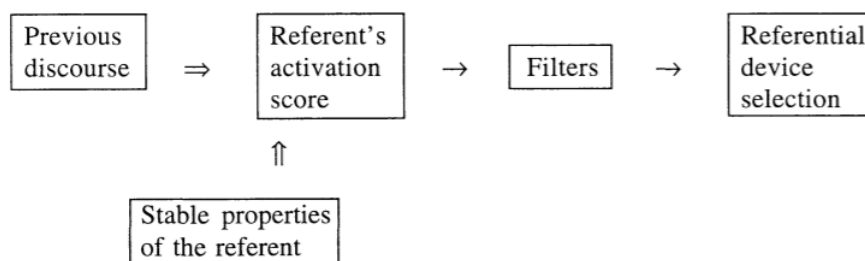 Previous
discourse
⇒
Referent's
activation
score
→
Filters
→
Referential
device
selection
⇑
Stable properties
of the referent